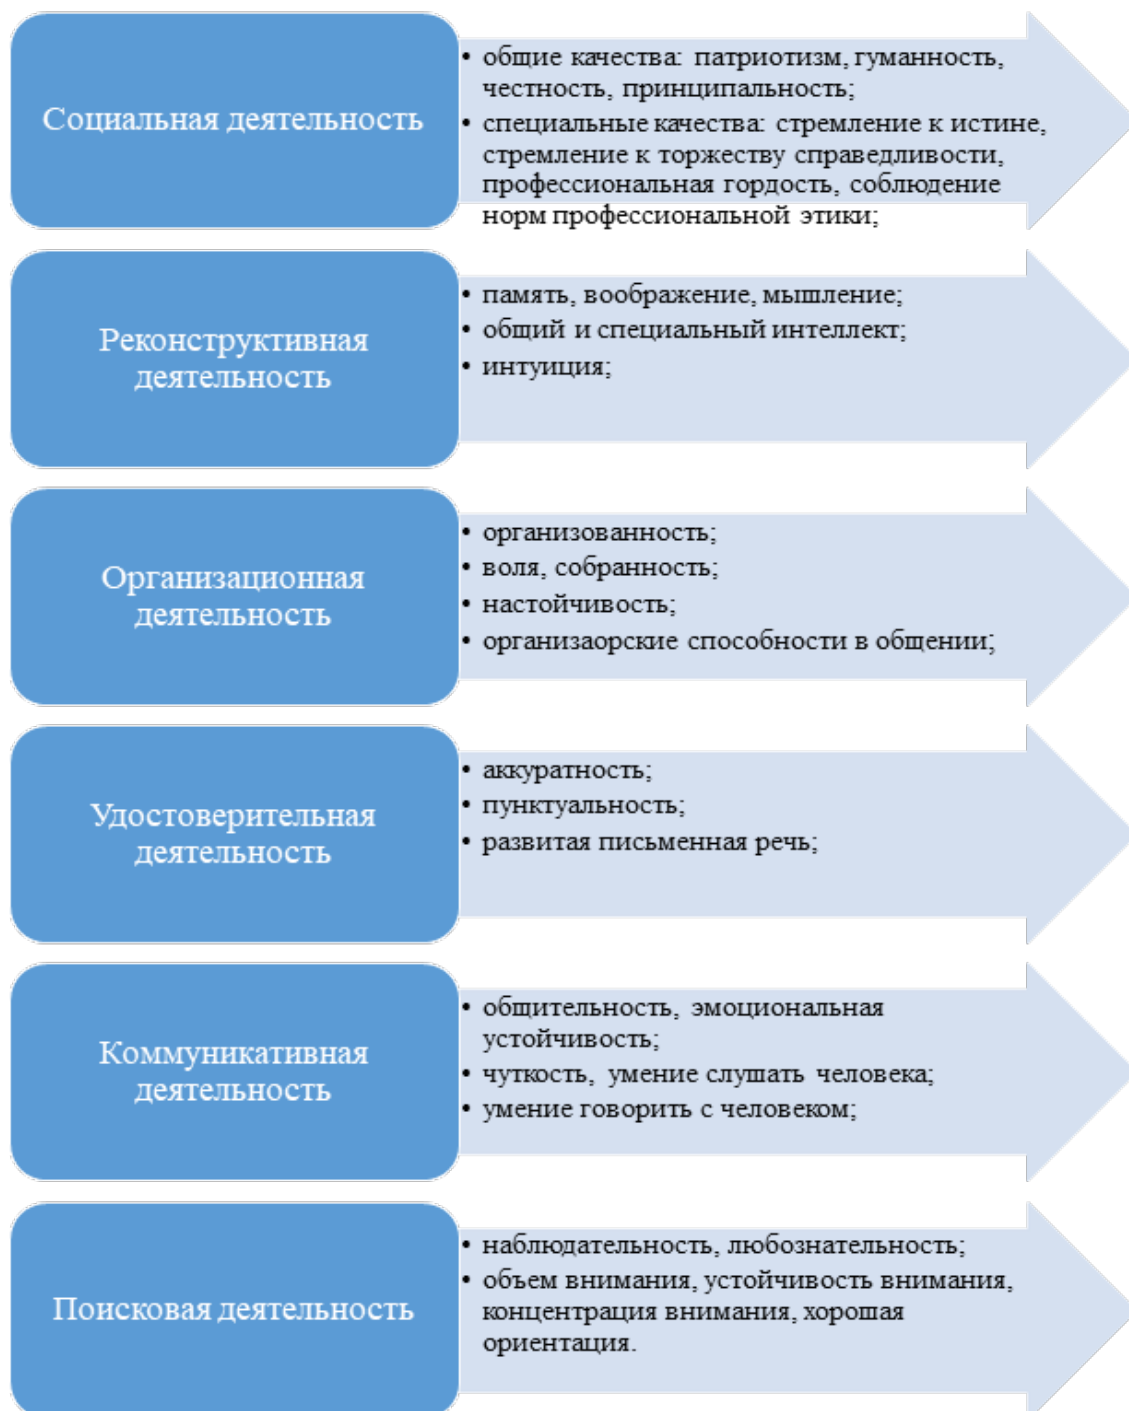 Социальная деятельность
• общие качества: патриотизм, гуманность,
честность, принципальность;
• специальные качества: стремление к истине,
стремление к торжеству справедливости,
профессиональная гордость, соблюдение
норм профессиональной этики;
Реконструктивная
деятельность
• память, воображение, мышление;
• общий и специальный интеллект;
• интуиция;
Организационная
деятельность
• организованность;
• воля, собранность;
• настойчивость;
• организаорские способности в общении;
Удостоверительная
деятельность
• аккуратность;
• пунктуальность;
• развитая письменная речь;
Коммуникативная
деятельность
• общительность, эмоциональная
устойчивость;
• чуткость, умение слушать человека;
• умение говорить с человеком;
Поисковая деятельность
• наблюдательность, любознательность;
• объем внимания, устойчивость внимания,
концентрация внимания, хорошая
ориентация.